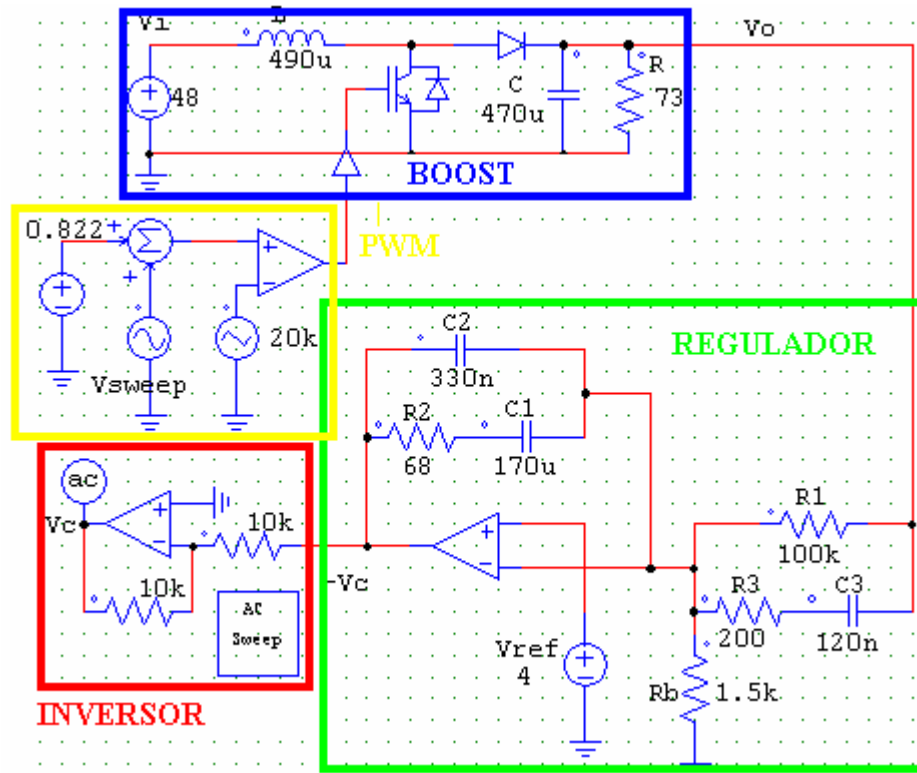 Vi
Vo
490u
48
C
470u
R
73
BOOST
0.822
+
PWM
Σ
+
+
−
20k
Vsweep
C2
330n
REGULADOR
R2
C1
68
170u
ac
Vc
+
−
10k
10k
AC
Sweep
-Vc
+
−
R1
100k
R3
C3
200
120n
Vref
4
Rb
1.5k
INVERSOR